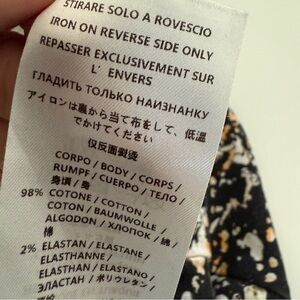 STIRARE SOLO A ROVESCIO
IRON ON REVERSE SIDE ONLY
REPASSER EXCLUSIVEMENT SUR
L' ENVERS
ГЛАДИТЬ ТОЛЬКО НАИЗНАНКУ
アイロンは裏から当て布をして、低温
でかけてください
仅反面熨烫
CORPO / BODY / CORPS /
RUMPF / CUERPO / ТЕЛО /
身頃 / 身
98% COTONE / COTTON /
COTON / BAUMWOLLE /
ALGODON / ХЛОПОК / 綿 /
棉
2% ELASTAN / ELASTANE /
ELASTHANNE /
ELASTHAN / ELASTANO /
ЭЛАСТАН / ポリウレタン /